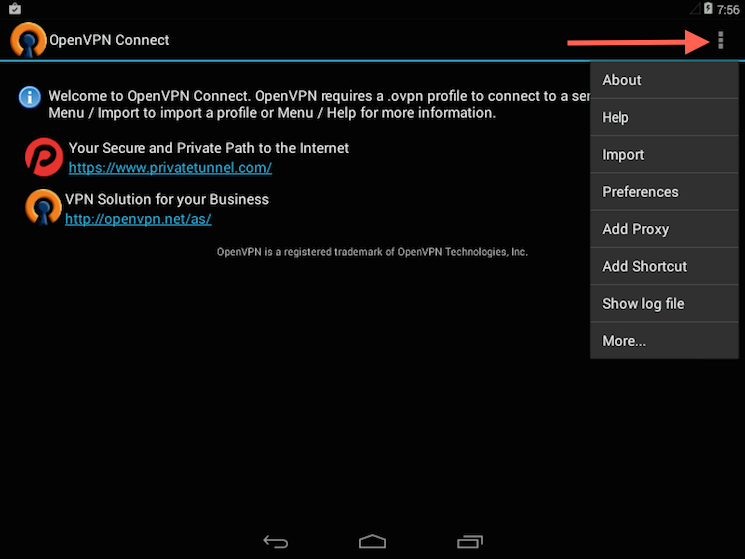 7:56
OpenVPN Connect
Welcome to OpenVPN Connect. OpenVPN requires a .ovpn profile to connect to a
Menu / Import to import a profile or Menu / Help for more information.
Your Secure and Private Path to the Internet
https://www.privatetunnel.com/
VPN Solution for your Business
http://openvpn.net/as/
OpenVPN is a registered trademark of OpenVPN Technologies, Inc.
About
Help
Import
Preferences
Add Proxy
Add Shortcut
Show log file
More...